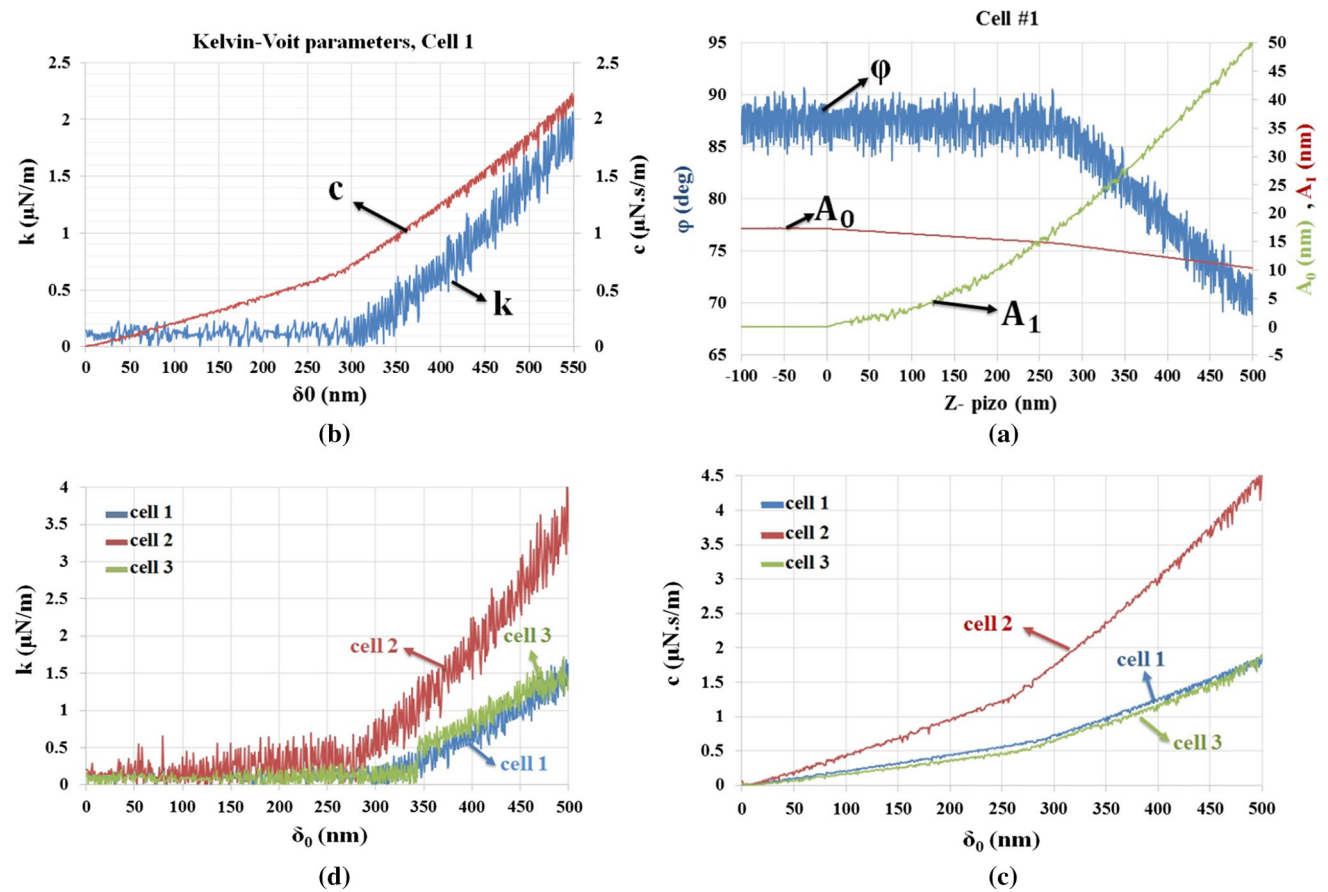 Kelvin-Voit parameters, Cell 1
2.5
2
1.5
1
0.5
0
k (µN/m)
2.5
2
1.5
1
0.5
0
c (µN.s/m)
c
k
0 50 100 150 200 250 300 350 400 450 500 550
δ0 (nm)
(b)
Cell #1
95
90
85
80
75
70
65
φ (deg)
50
45
40
35
30
25
20
15
10
5
0
-5
A0 (nm) , A1 (nm)
φ
A0
A1
-100 -50 0 50 100 150 200 250 300 350 400 450 500
Z- pizo (nm)
(a)
4
3.5
3
2.5
2
1.5
1
0.5
0
k (µN/m)
cell 1
cell 2
cell 3
cell 2
cell 3
cell 1
0 50 100 150 200 250 300 350 400 450 500
δ0 (nm)
(d)
4.5
4
3.5
3
2.5
2
1.5
1
0.5
0
c (µN.s/m)
cell 1
cell 2
cell 3
cell 2
cell 1
cell 3
0 50 100 150 200 250 300 350 400 450 500
δ0 (nm)
(c)